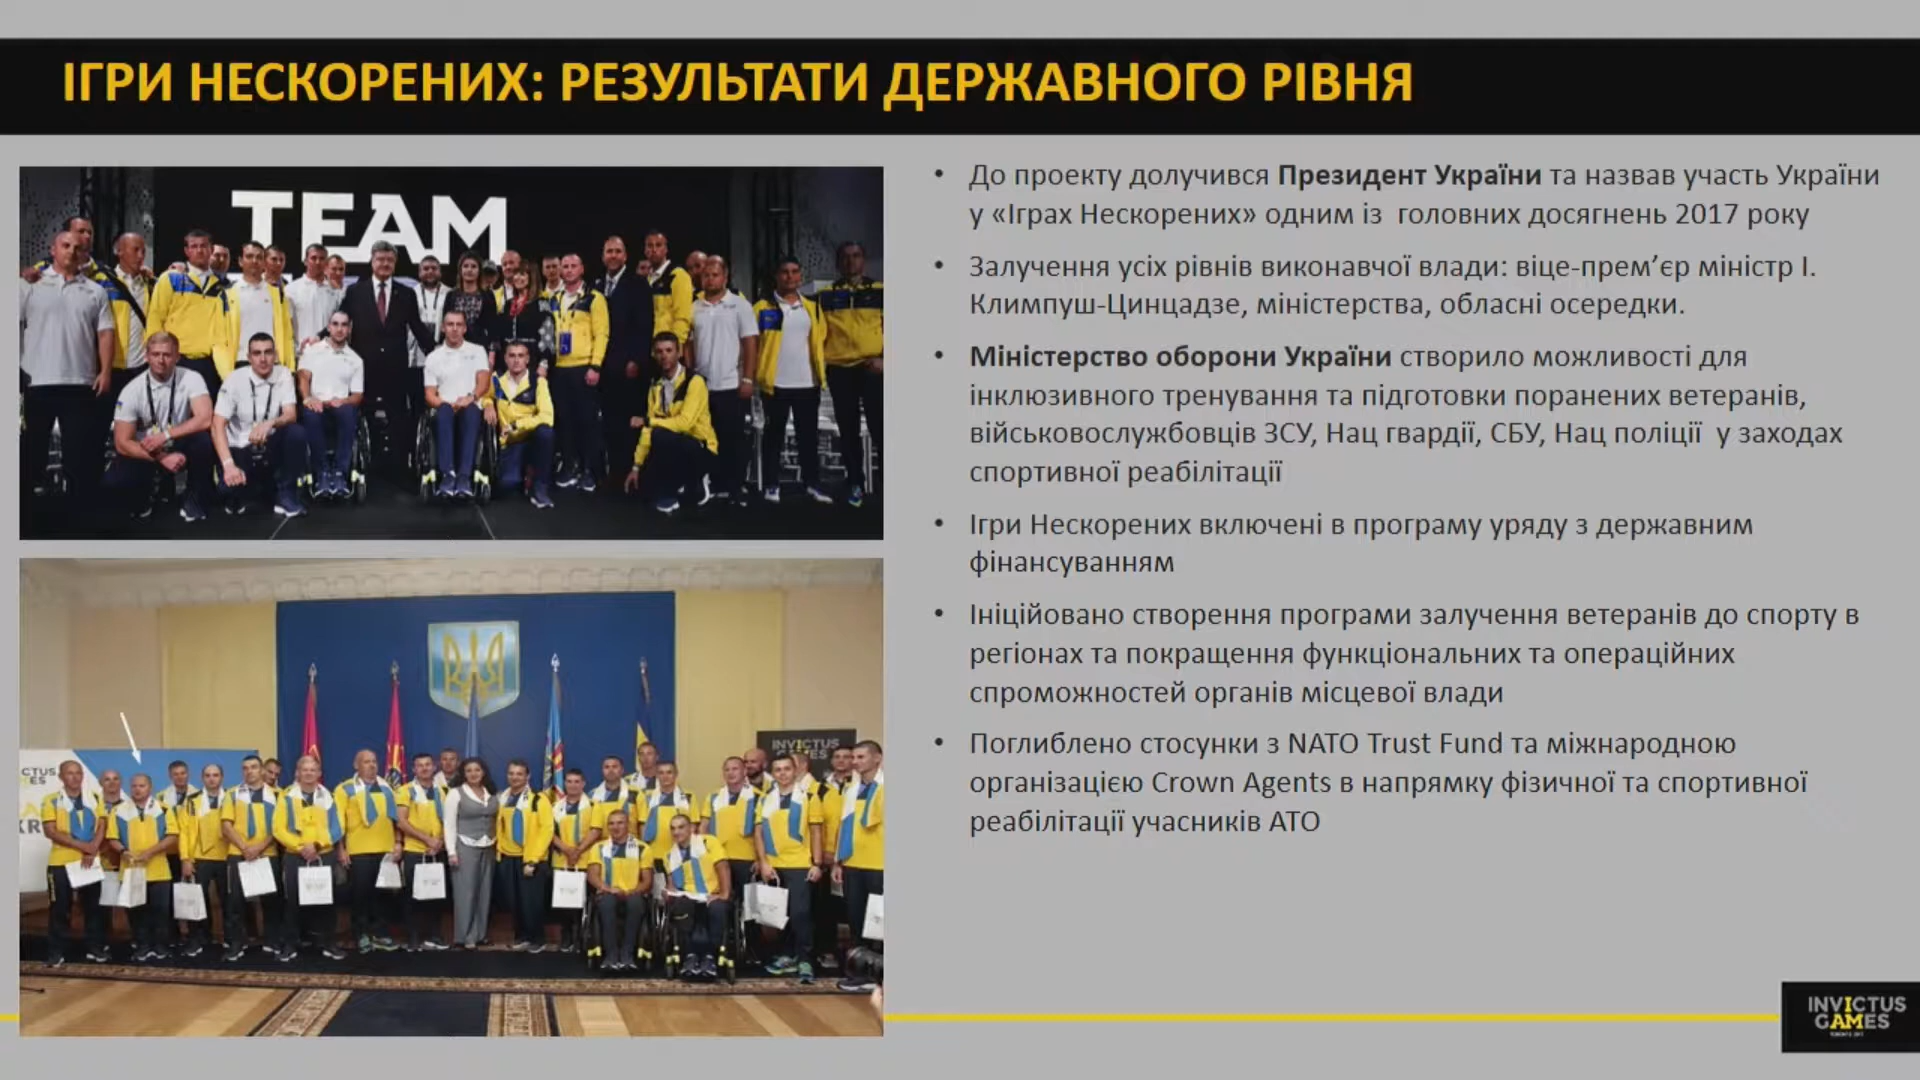 ІГРИ НЕСКОРЕНИХ: РЕЗУЛЬТАТИ ДЕРЖАВНОГО РІВНЯ
TEAM
• До проекту долучився Президент України та назвав участь України
у «Іграх Нескорених» одним із головних досягнень 2017 року
• Залучення усіх рівнів виконавчої влади: віце-прем’єр міністр І.
Климпуш-Цинцадзе, міністерства, обласні осередки.
• Міністерство оборони України створило можливості для
інклюзивного тренування та підготовки поранених ветеранів,
військовослужбовців ЗСУ, Нац гвардії, СБУ, Нац поліції у заходах
спортивної реабілітації
• Ігри Нескорених включені в програму уряду з державним
фінансуванням
• Ініційовано створення програми залучення ветеранів до спорту в
регіонах та покращення функціональних та операційних
спроможностей органів місцевої влади
• Поглиблено стосунки з NATO Trust Fund та міжнародною
організацією Crown Agents в напрямку фізичної та спортивної
реабілітації учасників АТО
INVICTUS
GAMES
INVICTUS
GAMES